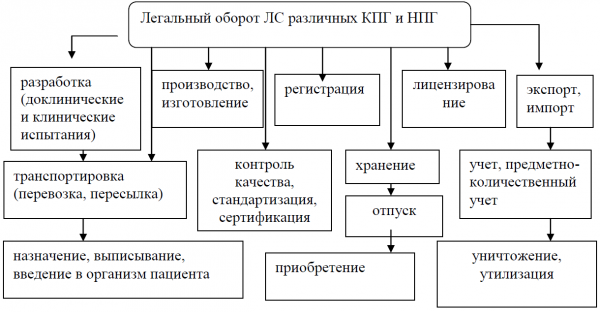 Легальный оборот ЛС различных КПГ и НПГ
разработка
(доклинические
и клинические
испытания)
производство,
изготовление
регистрация
лицензирова
ние
экспорт,
импорт
транспортировка
(перевозка, пересылка)
контроль
качества,
стандартизация,
сертификация
хранение
учет, предметно-
количественный
учет
отпуск
назначение, выписывание,
введение в организм пациента
приобретение
уничтожение,
утилизация